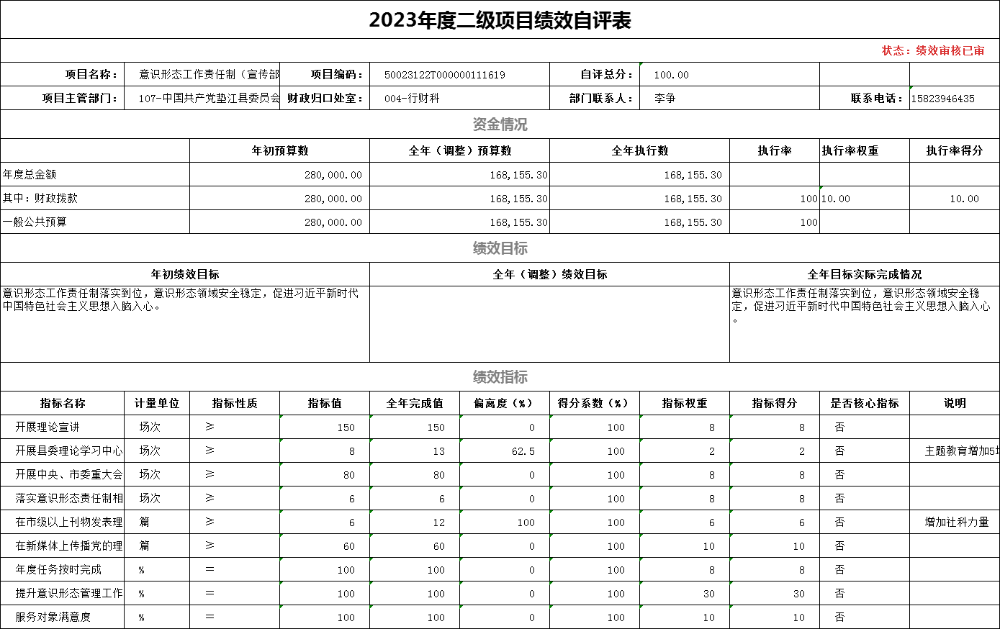 2023年度二级项目绩效自评表
状态：绩效审核已审
项目名称： 意识形态工作责任制（宣传部 项目编码： 50023122T000000111619 自评总分： 100.00
项目主管部门： 107-中国共产党垫江县委员会 财政归口处室： 004-行财科 部门联系人： 李争 联系电话： 15823946435
资金情况
年初预算数 全年（调整）预算数 全年执行数 执行率 执行率权重 执行率得分
年度总金额 280,000.00 168,155.30 168,155.30
其中：财政拨款 280,000.00 168,155.30 168,155.30 100 10.00 10.00
一般公共预算 280,000.00 168,155.30 168,155.30 100
绩效目标
年初绩效目标 全年（调整）绩效目标 全年目标实际完成情况
意识形态工作责任制落实到位，意识形态领域安全稳定，促进习近平新时代
中国特色社会主义思想入脑入心。
意识形态工作责任制落实到位，意识形态领域安全稳
定，促进习近平新时代中国特色社会主义思想入脑入心
。
绩效指标
指标名称 计量单位 指标性质 指标值 全年完成值 偏离度（%） 得分系数（%） 指标权重 指标得分 是否核心指标 说明
开展理论宣讲 场次 ≥ 150 150 0 100 8 8 否
开展县委理论学习中心 场次 ≥ 8 13 62.5 100 2 2 否 主题教育增加5
开展中央、市委重大会 场次 ≥ 80 80 0 100 8 8 否
落实意识形态责任制相 场次 ≥ 6 6 0 100 8 8 否
在市级以上刊物发表理 篇 ≥ 6 12 100 100 6 6 否 增加社科力量
在新媒体上传播党的理 篇 ≥ 60 60 0 100 10 10 否
年度任务按时完成 % ＝ 100 100 0 100 8 8 否
提升意识形态管理工作 % ＝ 100 100 0 100 30 30 否
服务对象满意度 % ＝ 100 100 0 100 10 10 否